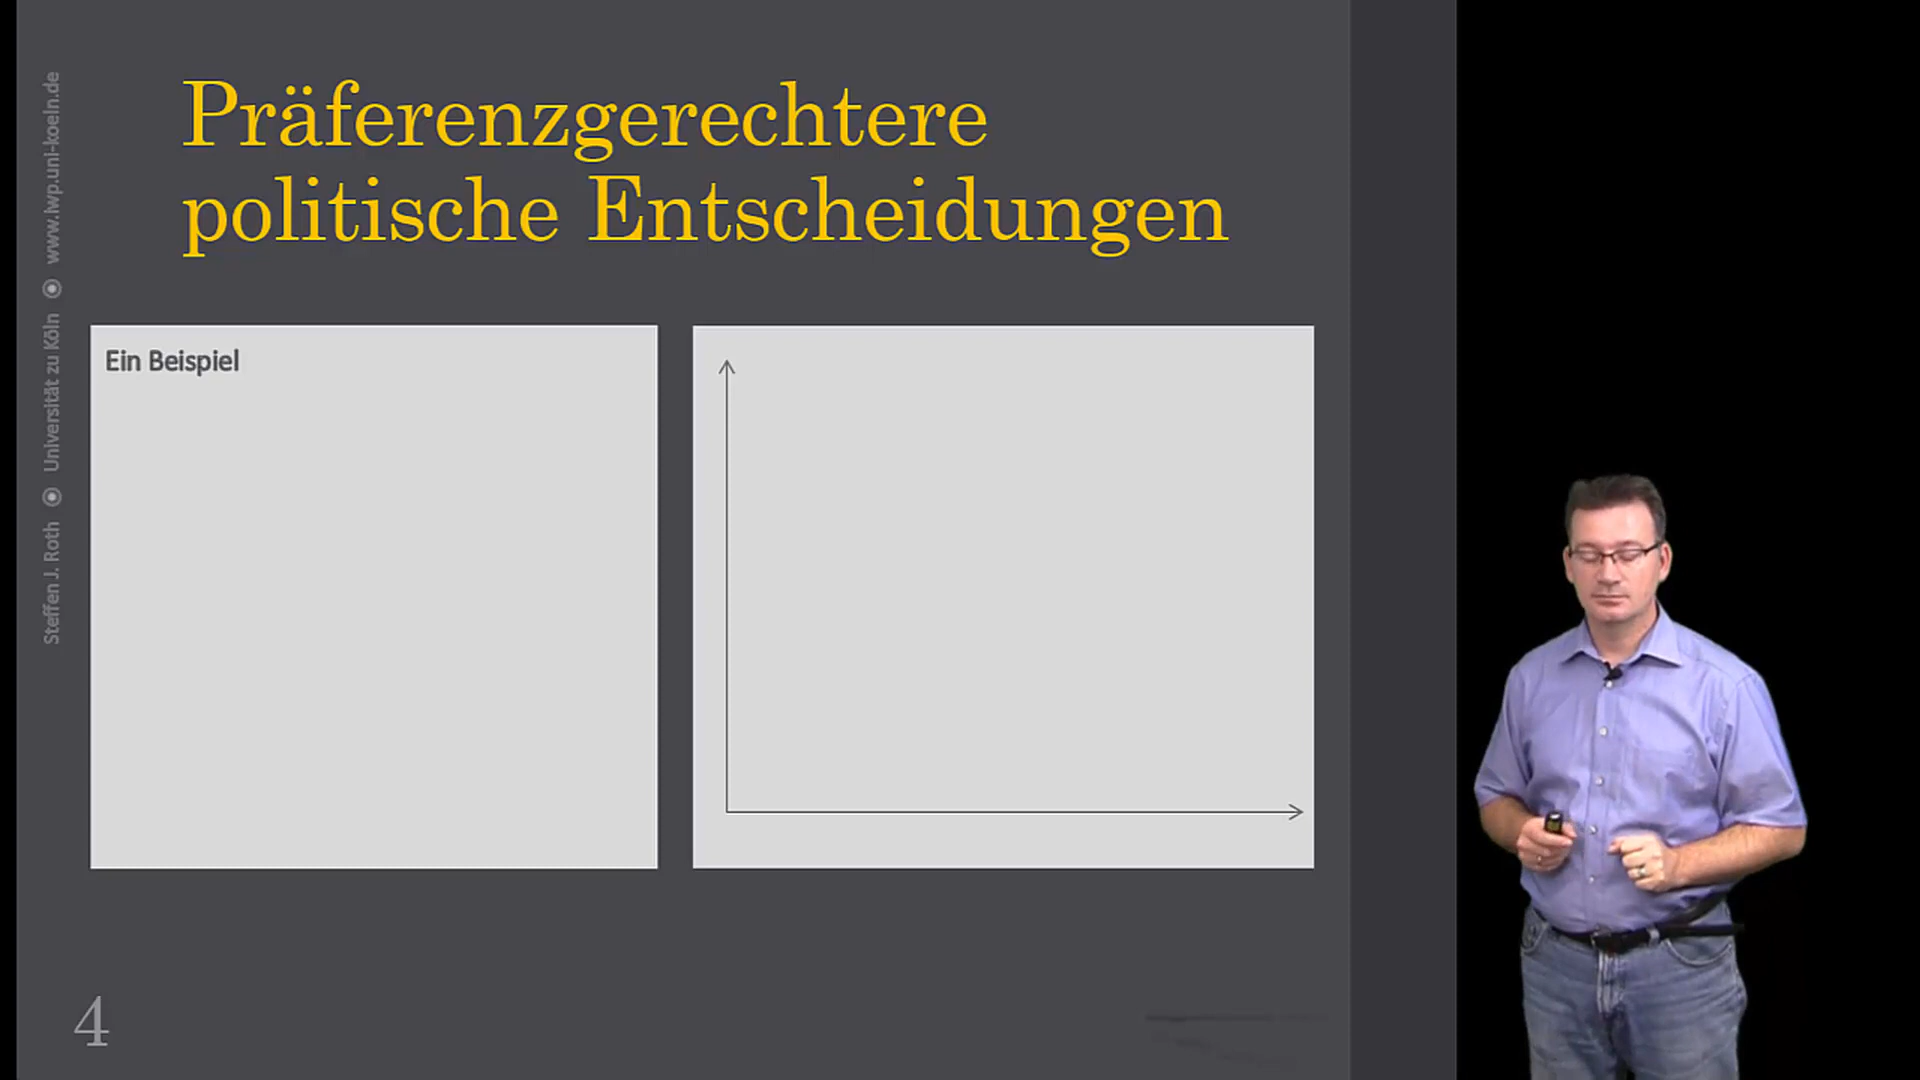 Präferenzgerechtere
politische Entscheidungen
Steffen J. Roth ⦿ Universität zu Köln ⦿ www.iwp.uni-koeln.de
Ein Beispiel
4